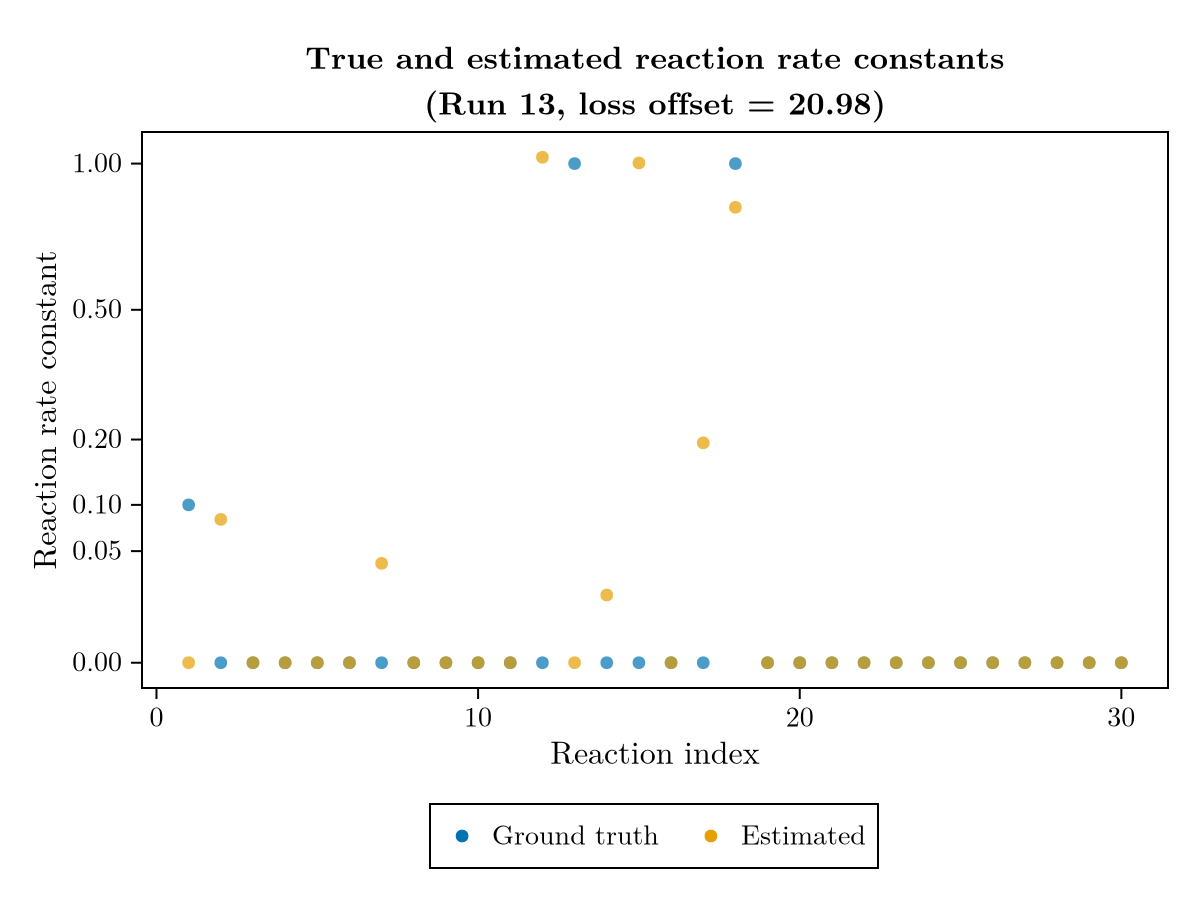 True and estimated reaction rate constants
(Run 13, loss offset = 20.98)
Reaction rate constant
1.00
0.50
0.20
0.10
0.05
0.00
0 10 20 30
Reaction index
Ground truth Estimated